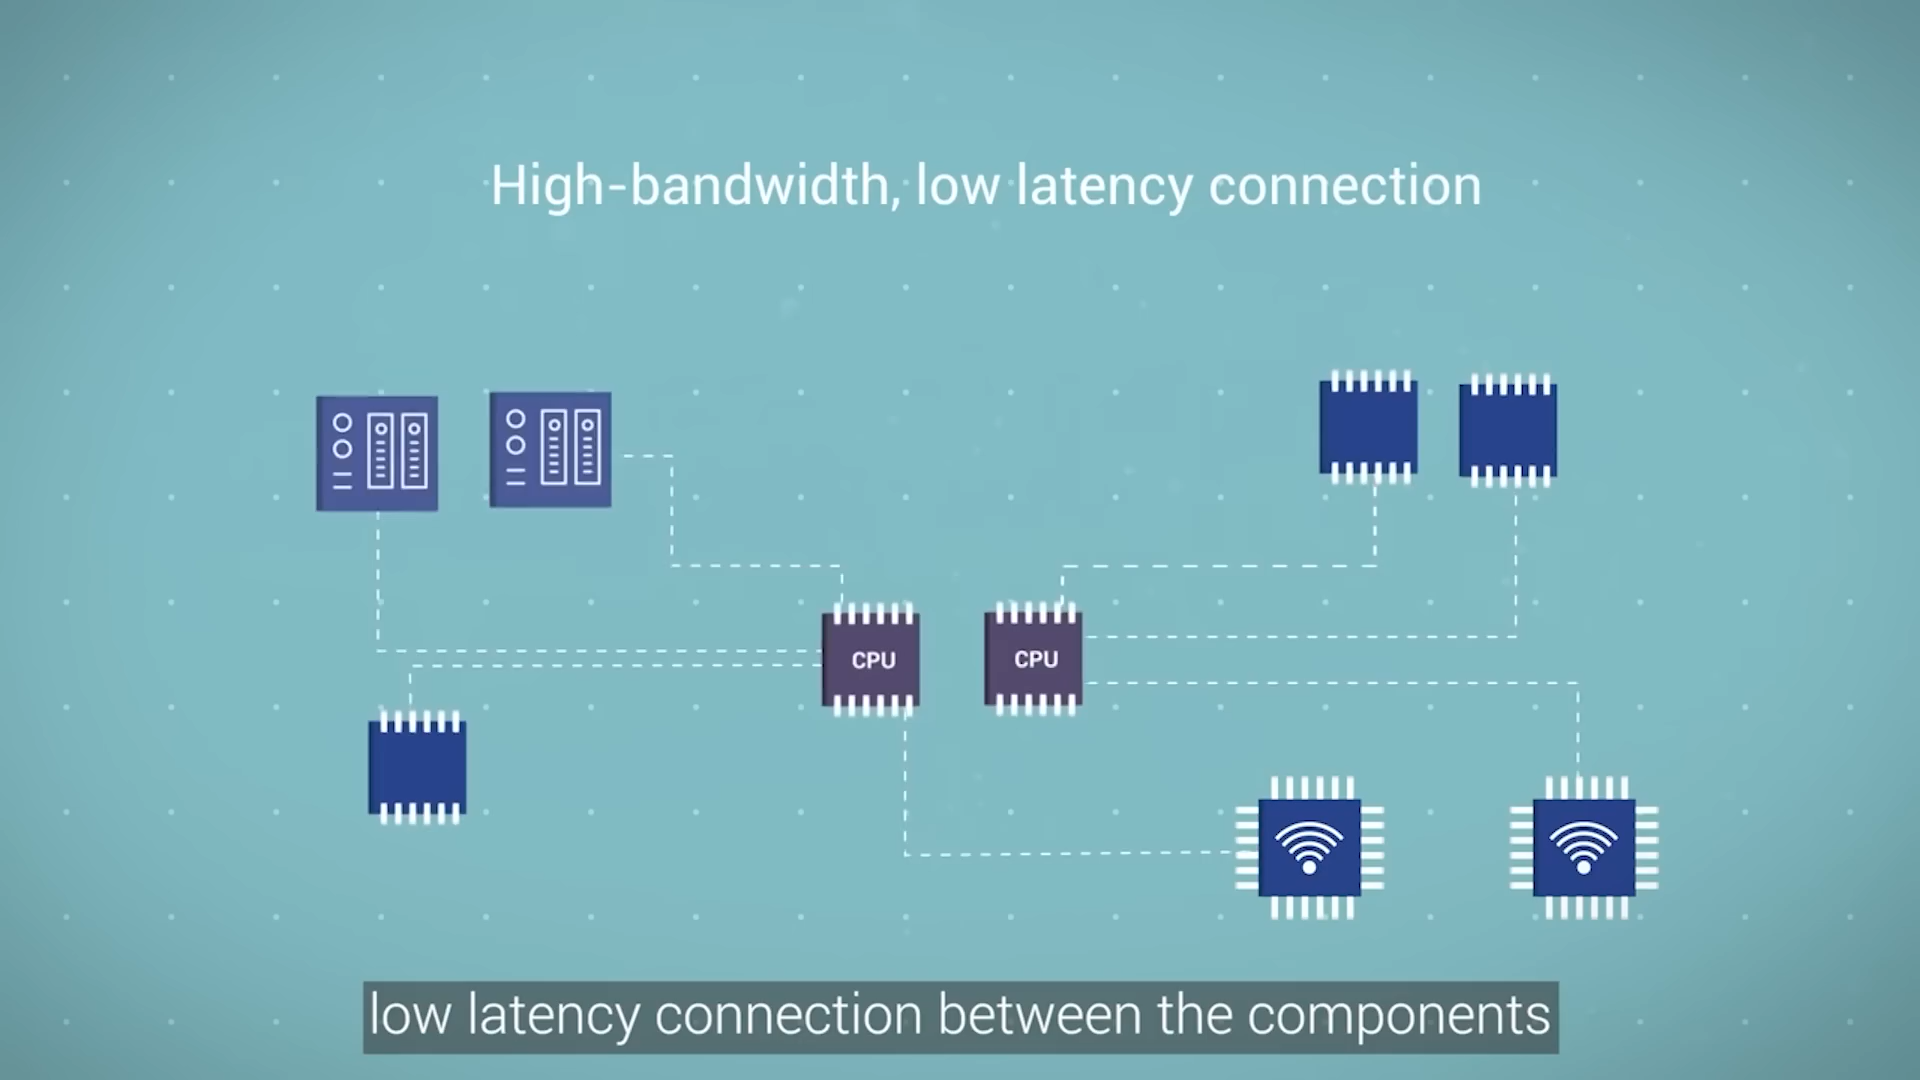 High-bandwidth, low latency connection
CPU
CPU
low latency connection between the components